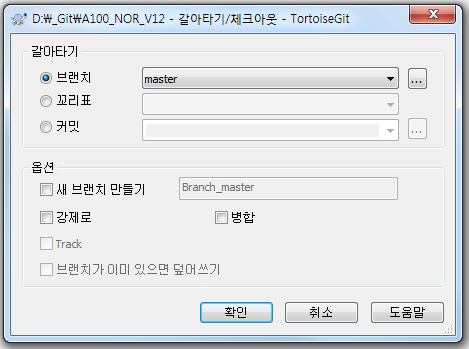 D:\_Git\A100_NOR_V12 - 갈아타기/체크아웃 - TortoiseGit
갈아타기
브랜치 master ...
꼬리표
커밋 ...
옵션
새 브랜치 만들기 Branch_master
강제로 병합
Track
브랜치가 이미 있으면 덮어쓰기
확인 취소 도움말